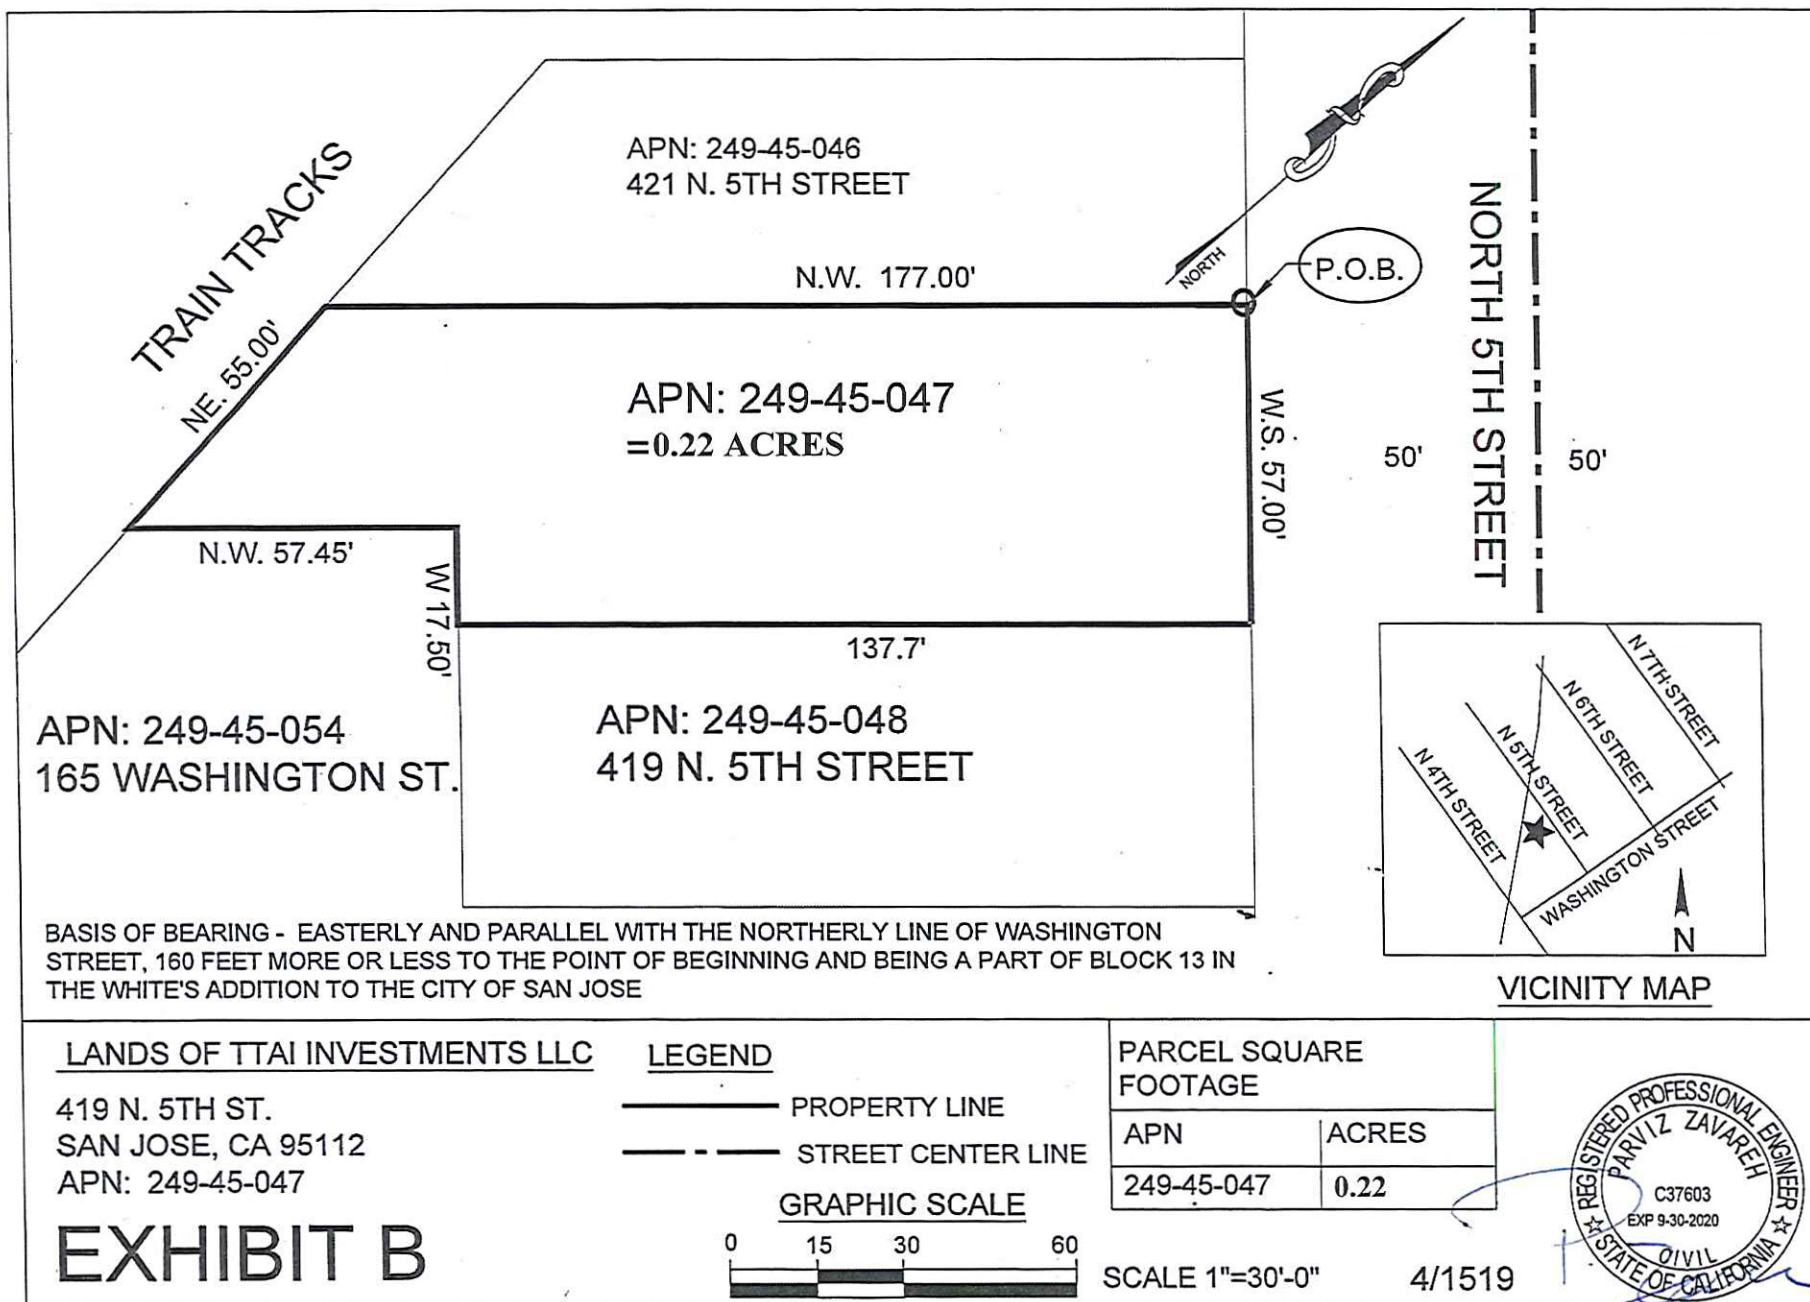 APN: 249-45-046
421 N. 5TH STREET
TRAIN TRACKS
N.W. 177.00'
NORTH
P.O.B.
NORTH 5TH STREET
NE. 55.00'
APN: 249-45-047
=0.22 ACRES
W.S. 57.00'
50'
50'
N.W. 57.45'
W 17.50'
137.7'
APN: 249-45-054
165 WASHINGTON ST.
APN: 249-45-048
419 N. 5TH STREET
N 7TH STREET
N 6TH STREET
N 5TH STREET
N 4TH STREET
WASHINGTON STREET
N
VICINITY MAP
BASIS OF BEARING - EASTERLY AND PARALLEL WITH THE NORTHERLY LINE OF WASHINGTON
STREET, 160 FEET MORE OR LESS TO THE POINT OF BEGINNING AND BEING A PART OF BLOCK 13 IN
THE WHITE'S ADDITION TO THE CITY OF SAN JOSE
LANDS OF TTAI INVESTMENTS LLC
419 N. 5TH ST.
SAN JOSE, CA 95112
APN: 249-45-047
EXHIBIT B
LEGEND
PROPERTY LINE
STREET CENTER LINE
GRAPHIC SCALE
0 15 30 60
SCALE 1"=30'-0"
4/1519
PARCEL SQUARE
FOOTAGE
APN ACRES
249-45-047 0.22
REGISTERED PROFESSIONAL ENGINEER
PARVIZ ZAVAREH
C37603
EXP 9-30-2020
CIVIL
STATE OF CALIFORNIA